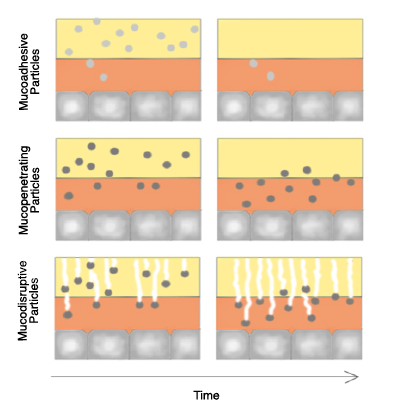 Mucoadhesive
Particles
Mucopenetrating
Particles
Mucodisruptive
Particles
Time